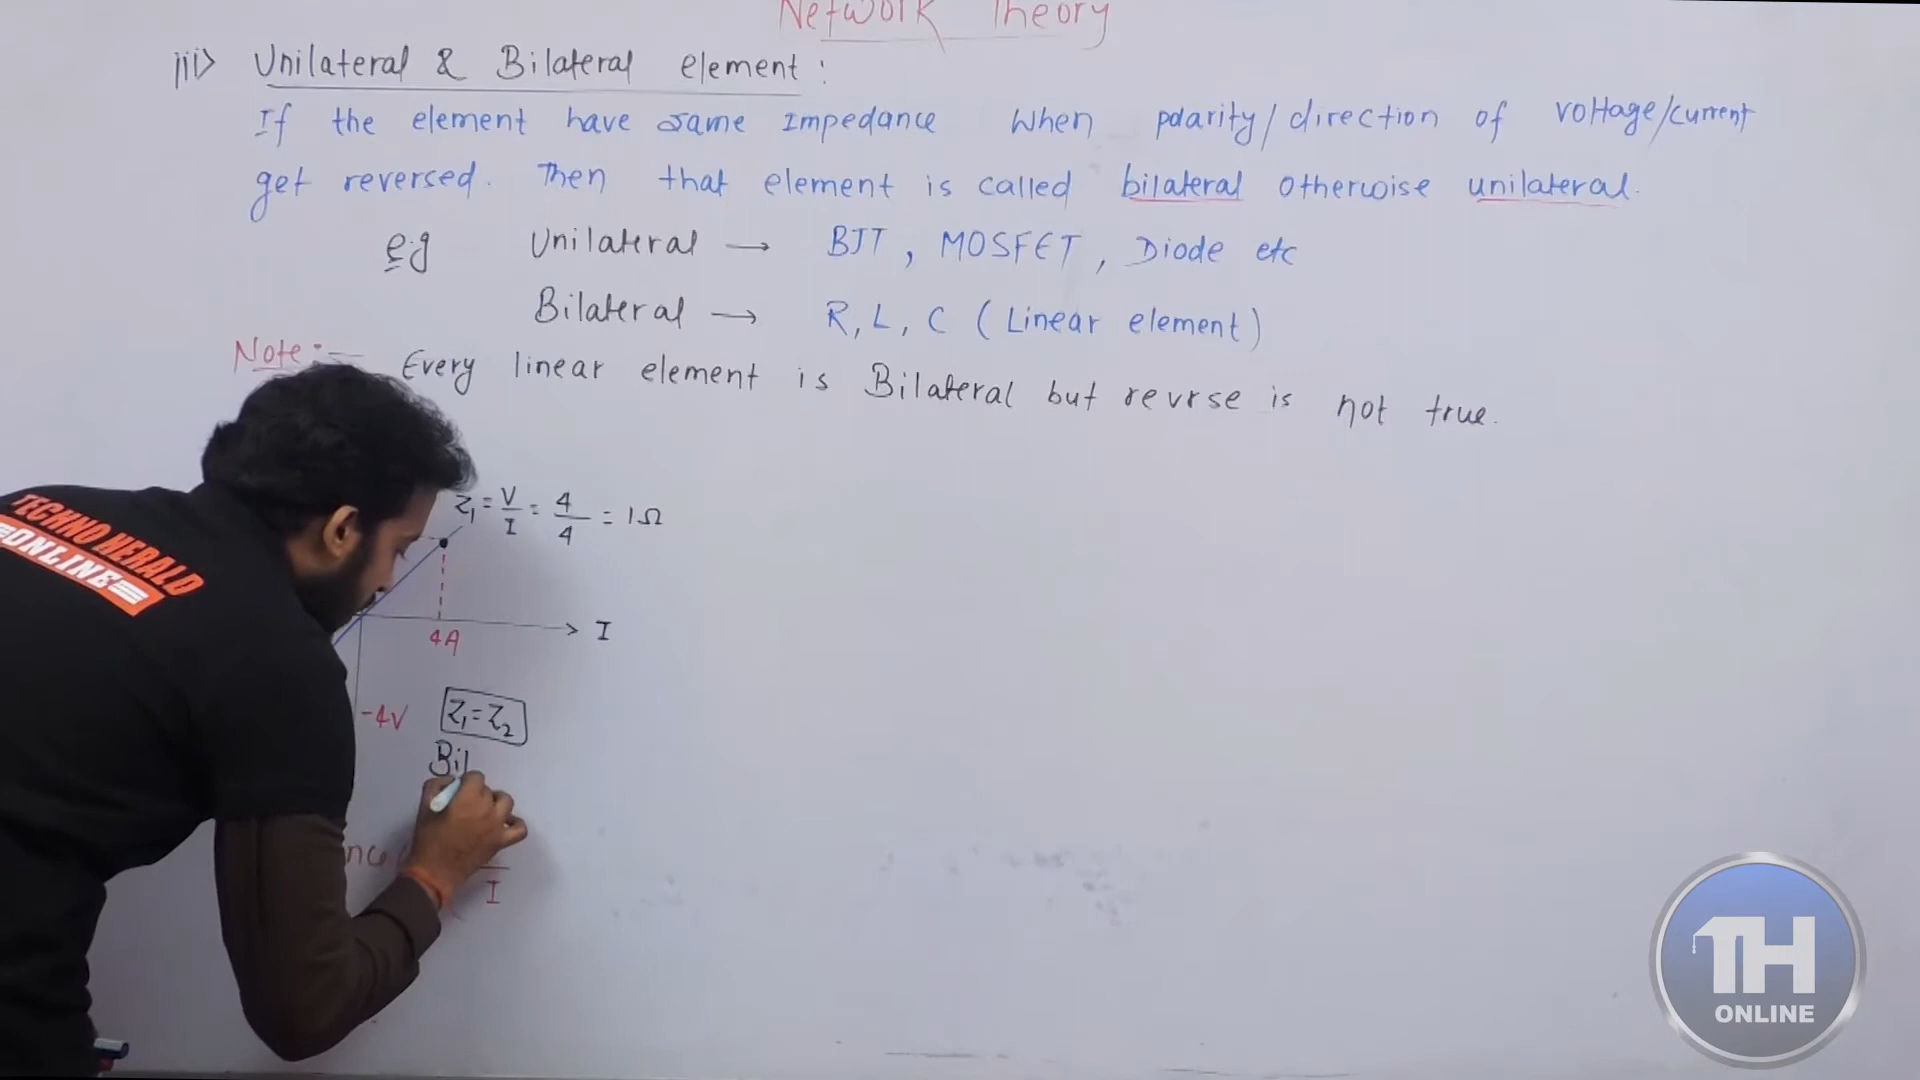 Network Theory
iii> Unilateral & Bilateral element :
If the element have same Impedance when polarity/direction of voltage/current
get reversed. Then that element is called bilateral otherwise unilateral.
e.g Unilateral → BJT, MOSFET, Diode etc
Bilateral → R, L, C (Linear element)
Note:- Every linear element is Bilateral but revrse is not true.
Z₁ = V/I = 4/4 = 1Ω
4A
I
-4V
Z₁=Z₂
Bil
I
TECHNO HERALD
ONLINE
TH
ONLINE